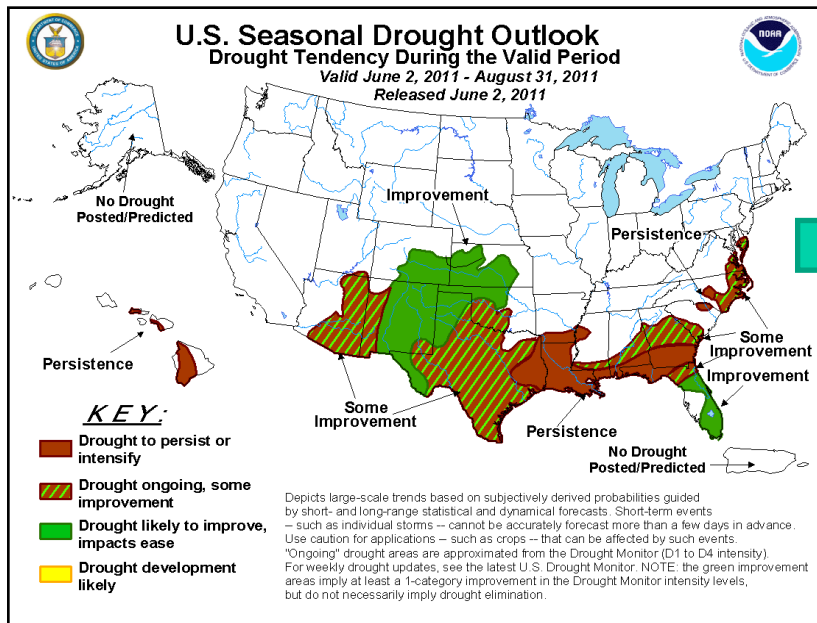 U.S. Seasonal Drought Outlook
Drought Tendency During the Valid Period
Valid June 2, 2011 - August 31, 2011
Released June 2, 2011
NOAA
No Drought
Posted/Predicted
Improvement
Persistence
Some
Improvement
Improvement
Persistence
Some
Improvement
Persistence
No Drought
Posted/Predicted
KEY:
Drought to persist or
intensify
Drought ongoing, some
improvement
Drought likely to improve,
impacts ease
Drought development
likely
Depicts large-scale trends based on subjectively derived probabilities guided
by short- and long-range statistical and dynamical forecasts. Short-term events
-- such as individual storms -- cannot be accurately forecast more than a few days in advance.
Use caution for applications -- such as crops -- that can be affected by such events.
"Ongoing" drought areas are approximated from the Drought Monitor (D1 to D4 intensity).
For weekly drought updates, see the latest U.S. Drought Monitor. NOTE: the green improvement
areas imply at least a 1-category improvement in the Drought Monitor intensity levels,
but do not necessarily imply drought elimination.